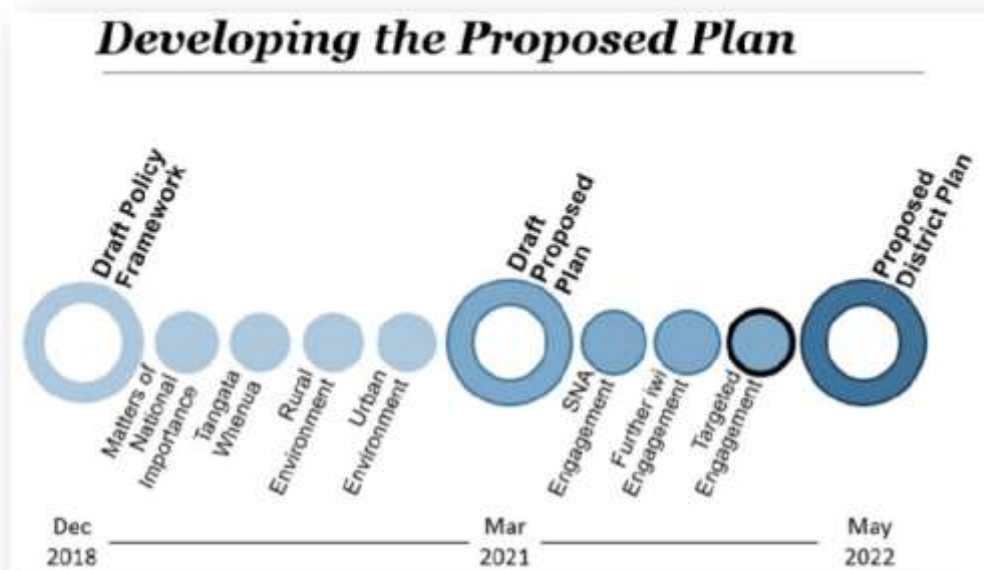 Developing the Proposed Plan
Draft Policy
Framework
Matters of
National
Importance
Tangata
Whenua
Rural
Environment
Urban
Environment
Draft
Proposed
Plan
SNA
Engagement
Further iwi
Engagement
Targeted
Engagement
Proposed
District Plan
Dec
2018
Mar
2021
May
2022